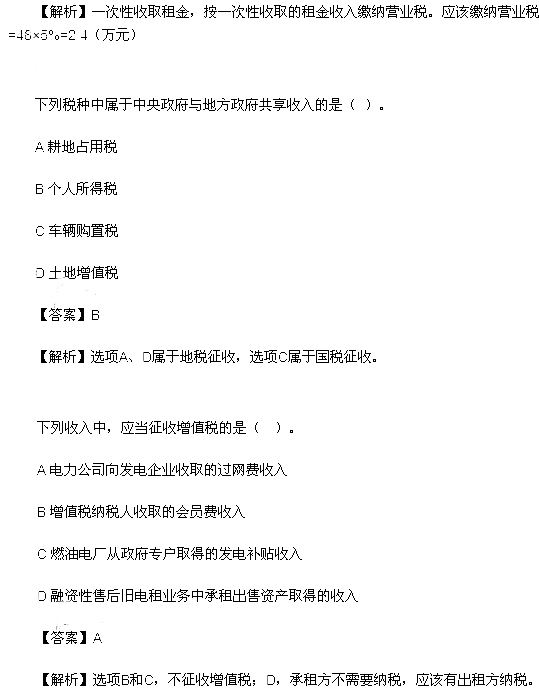 【解析】一次性收取租金，按一次性收取的租金收入缴纳营业税。应该缴纳营业税
=48×5%=2.4（万元）
下列税种中属于中央政府与地方政府共享收入的是（ ）。
A 耕地占用税
B 个人所得税
C 车辆购置税
D 土地增值税
【答案】B
【解析】选项A、D属于地税征收，选项C属于国税征收。
下列收入中，应当征收增值税的是（ ）。
A 电力公司向发电企业收取的过网费收入
B 增值税纳税人收取的会员费收入
C 燃油电厂从政府专户取得的发电补贴收入
D 融资性售后旧电租业务中承租出售资产取得的收入
【答案】A
【解析】选项B和C，不征收增值税；D，承租方不需要纳税，应该有出租方纳税。